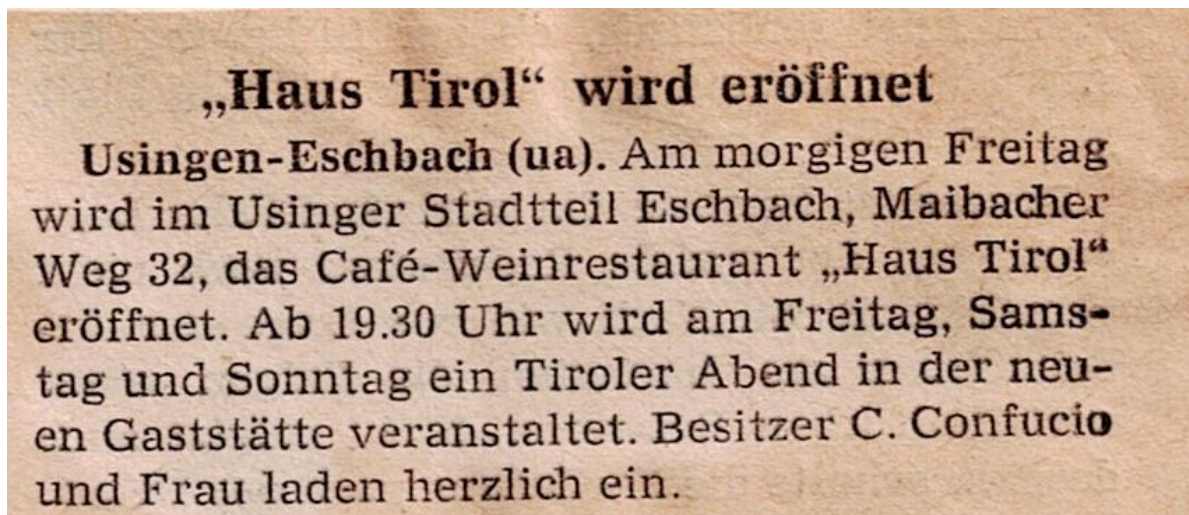 „Haus Tirol“ wird eröffnet
Usingen-Eschbach (ua). Am morgigen Freitag
wird im Usinger Stadtteil Eschbach, Maibacher
Weg 32, das Café-Weinrestaurant „Haus Tirol“
eröffnet. Ab 19.30 Uhr wird am Freitag, Sams-
tag und Sonntag ein Tiroler Abend in der neu-
en Gaststätte veranstaltet. Besitzer C. Confucio
und Frau laden herzlich ein.